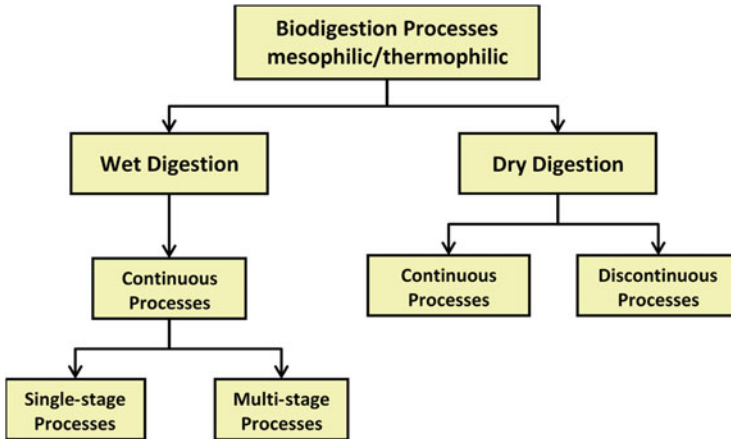 Biodigestion Processes
mesophilic/thermophilic
Wet Digestion
Dry Digestion
Continuous
Processes
Continuous
Processes
Discontinuous
Processes
Single-stage
Processes
Multi-stage
Processes